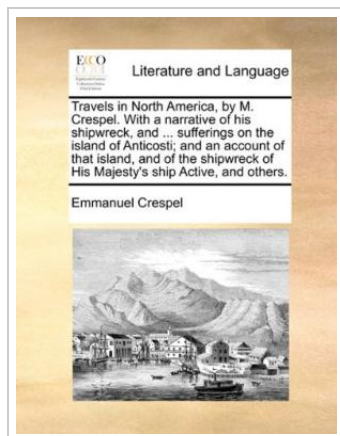 ECCO
Literature and Language
Travels in North America, by M.
Crespel. With a narrative of his
shipwreck, and ... sufferings on the
island of Anticosti; and an account of
that island, and of the shipwreck of
His Majesty's ship Active, and others.
Emmanuel Crespel